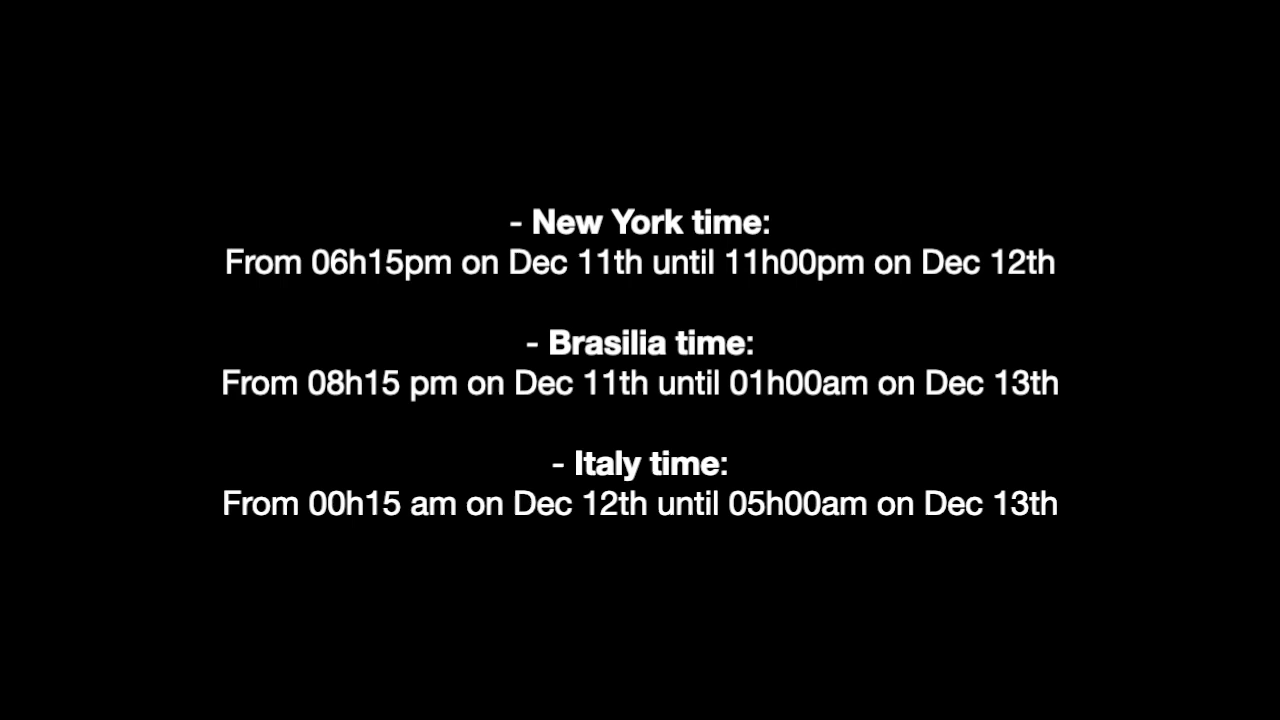 - New York time:
From 06h15pm on Dec 11th until 11h00pm on Dec 12th
- Brasilia time:
From 08h15 pm on Dec 11th until 01h00am on Dec 13th
- Italy time:
From 00h15 am on Dec 12th until 05h00am on Dec 13th